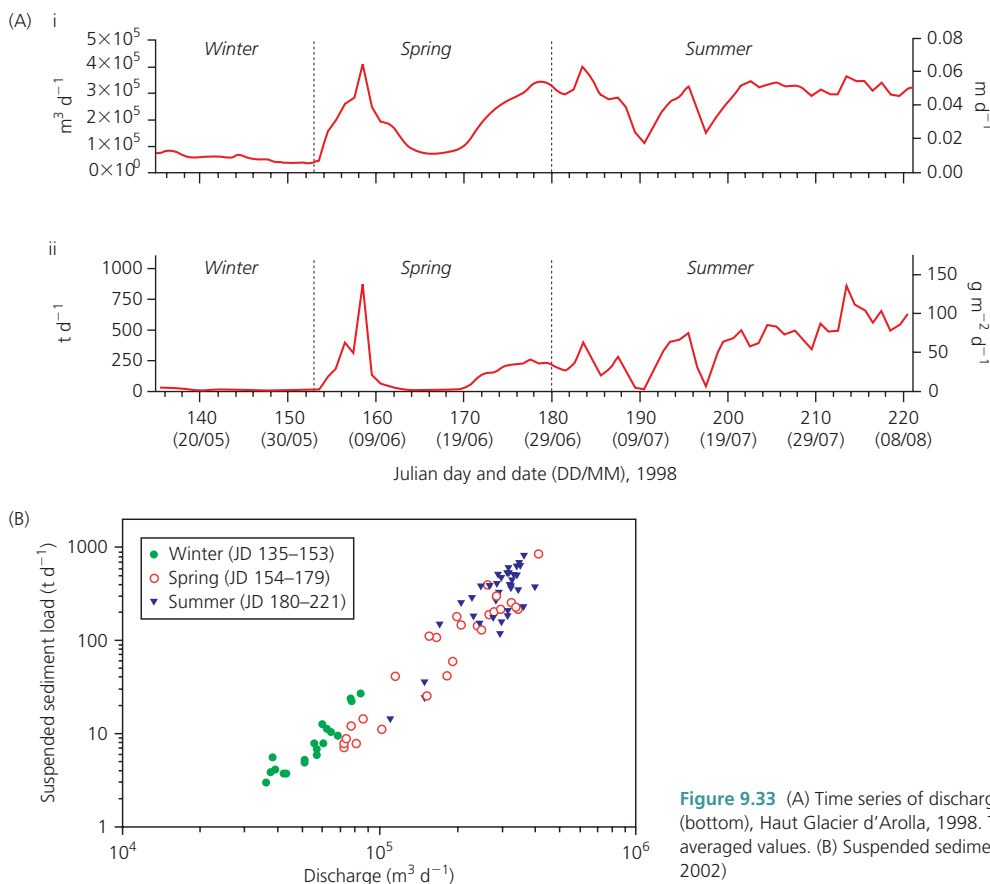 (A) i
Winter Spring Summer
5×10⁵
4×10⁵
3×10⁵
2×10⁵
1×10⁵
0×10⁰
m³ d⁻¹
0.08
0.06
0.04
0.02
0.00
m d⁻¹
ii
Winter Spring Summer
1000
750
500
250
0
t d⁻¹
150
100
50
0
g m⁻² d⁻¹
140 150 160 170 180 190 200 210 220
(20/05) (30/05) (09/06) (19/06) (29/06) (09/07) (19/07) (29/07) (08/08)
Julian day and date (DD/MM), 1998
(B)
Winter (JD 135–153)
Spring (JD 154–179)
Summer (JD 180–221)
1000
100
10
1
Suspended sediment load (t d⁻¹)
10⁴ 10⁵ 10⁶
Discharge (m³ d⁻¹)
Figure 9.33 (A) Time series of discharg
(bottom), Haut Glacier d'Arolla, 1998. T
averaged values. (B) Suspended sedime
2002)